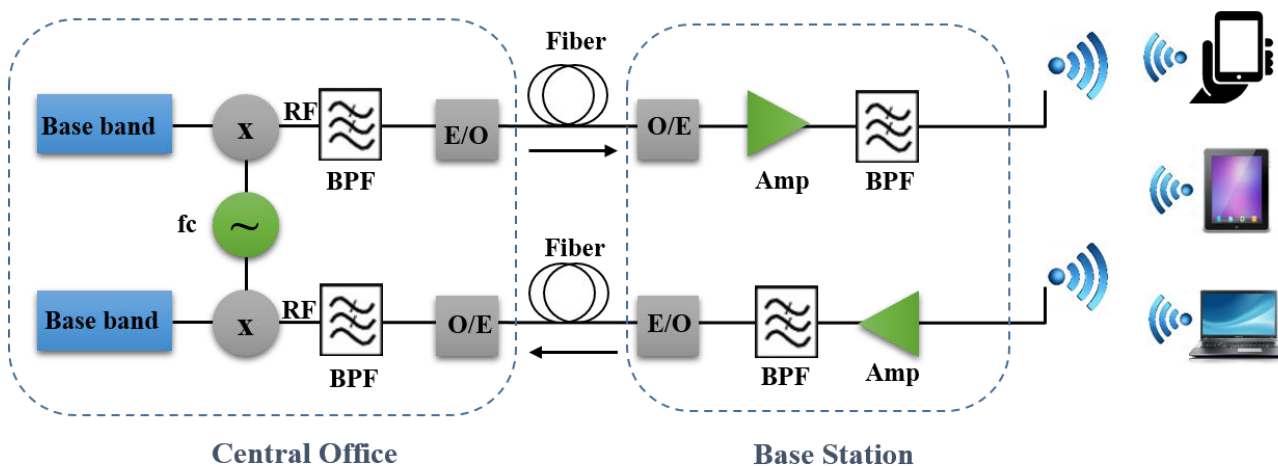 Fiber
Base band
x
RF
BPF
E/O
O/E
Amp
BPF
fc
~
Fiber
Base band
x
RF
BPF
O/E
E/O
BPF
Amp
Central Office
Base Station